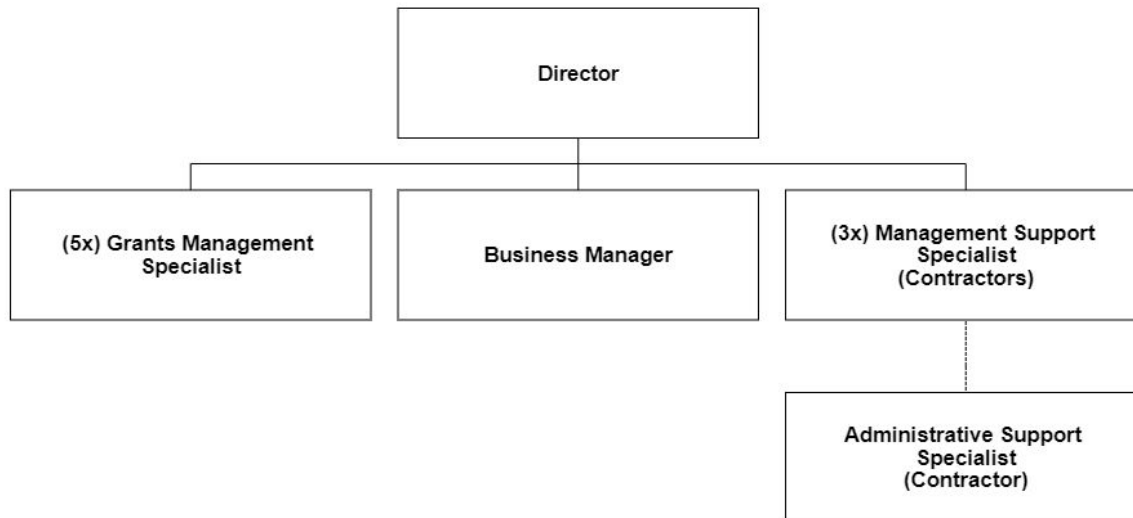 Director
(5x) Grants Management
Specialist
Business Manager
(3x) Management Support
Specialist
(Contractors)
Administrative Support
Specialist
(Contractor)